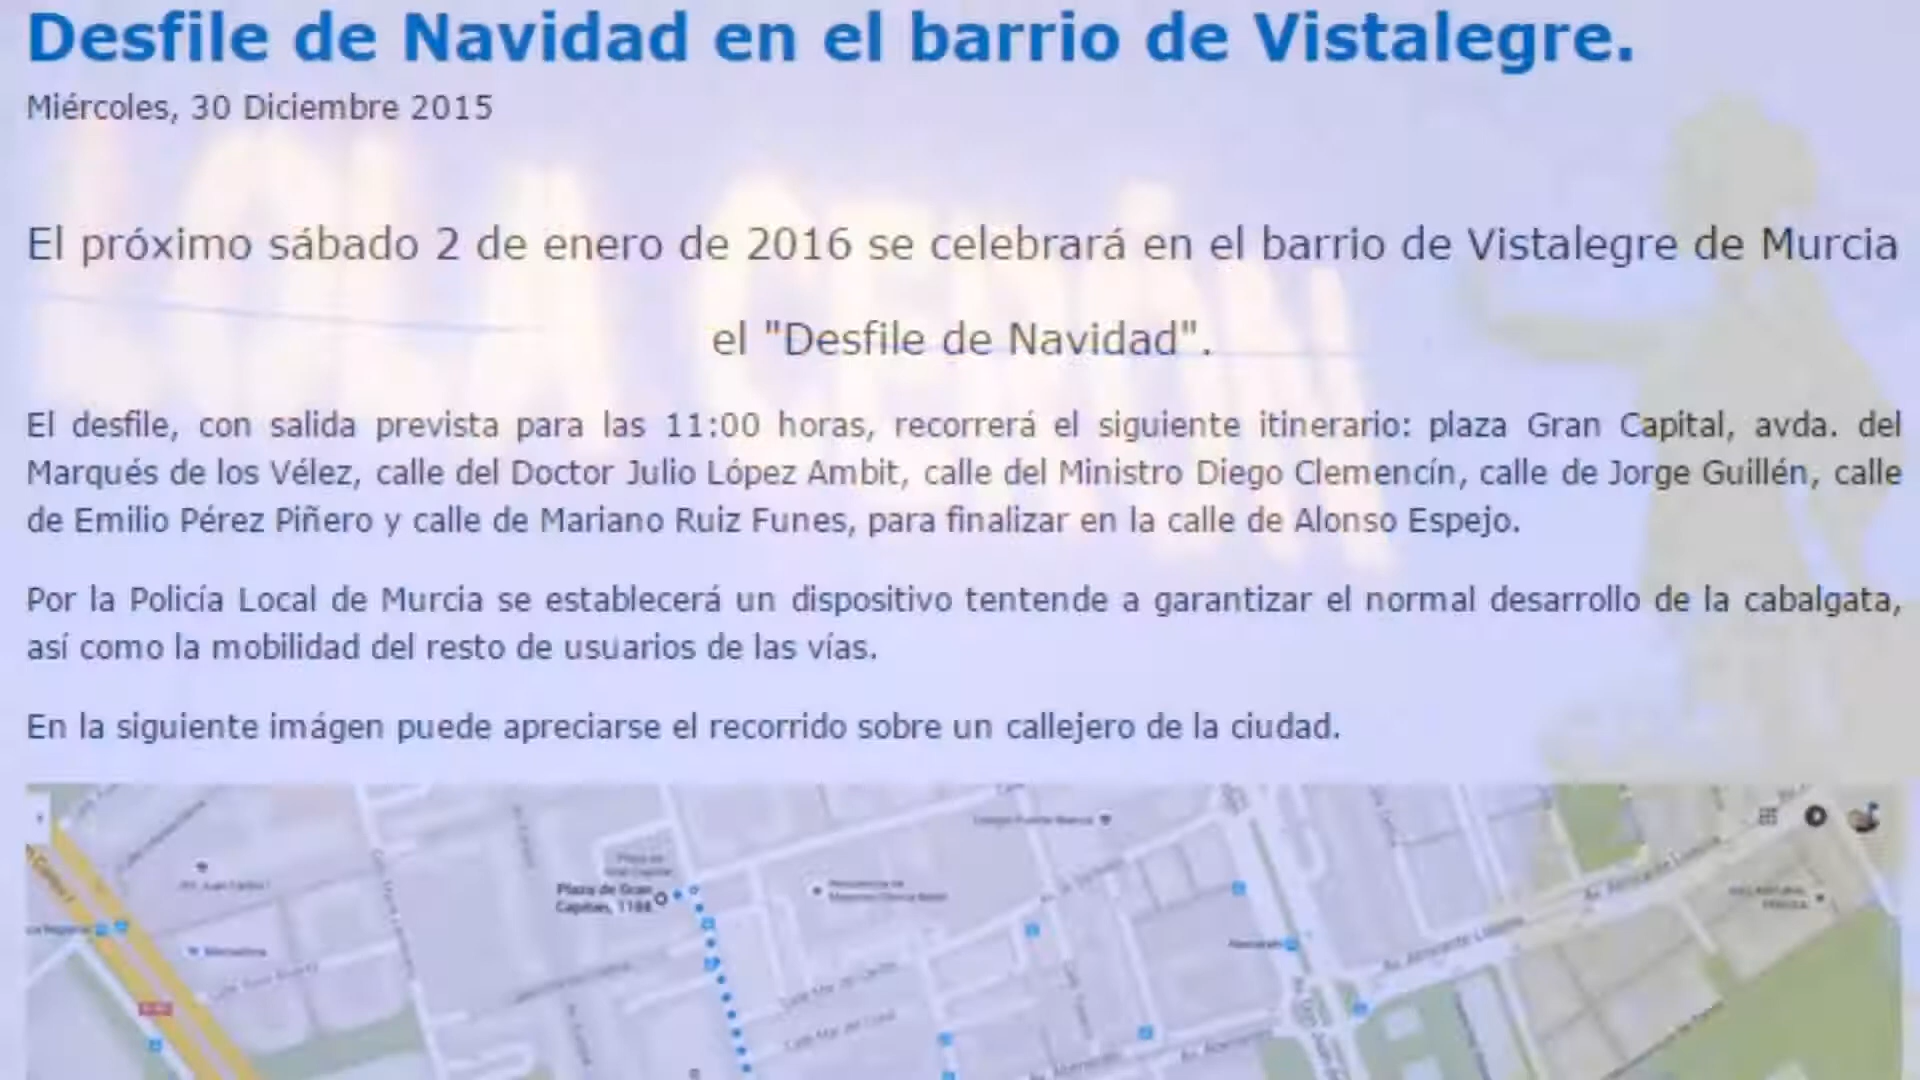 Desfile de Navidad en el barrio de Vistalegre.
Miércoles, 30 Diciembre 2015
El próximo sábado 2 de enero de 2016 se celebrará en el barrio de Vistalegre de Murcia
el "Desfile de Navidad".
El desfile, con salida prevista para las 11:00 horas, recorrerá el siguiente itinerario: plaza Gran Capital, avda. del
Marqués de los Vélez, calle del Doctor Julio López Ambit, calle del Ministro Diego Clemencín, calle de Jorge Guillén, calle
de Emilio Pérez Piñero y calle de Mariano Ruiz Funes, para finalizar en la calle de Alonso Espejo.
Por la Policía Local de Murcia se establecerá un dispositivo tentende a garantizar el normal desarrollo de la cabalgata,
así como la mobilidad del resto de usuarios de las vías.
En la siguiente imágen puede apreciarse el recorrido sobre un callejero de la ciudad.
Plaza de Gran
Capitan, 1188
LOLA CERÓN